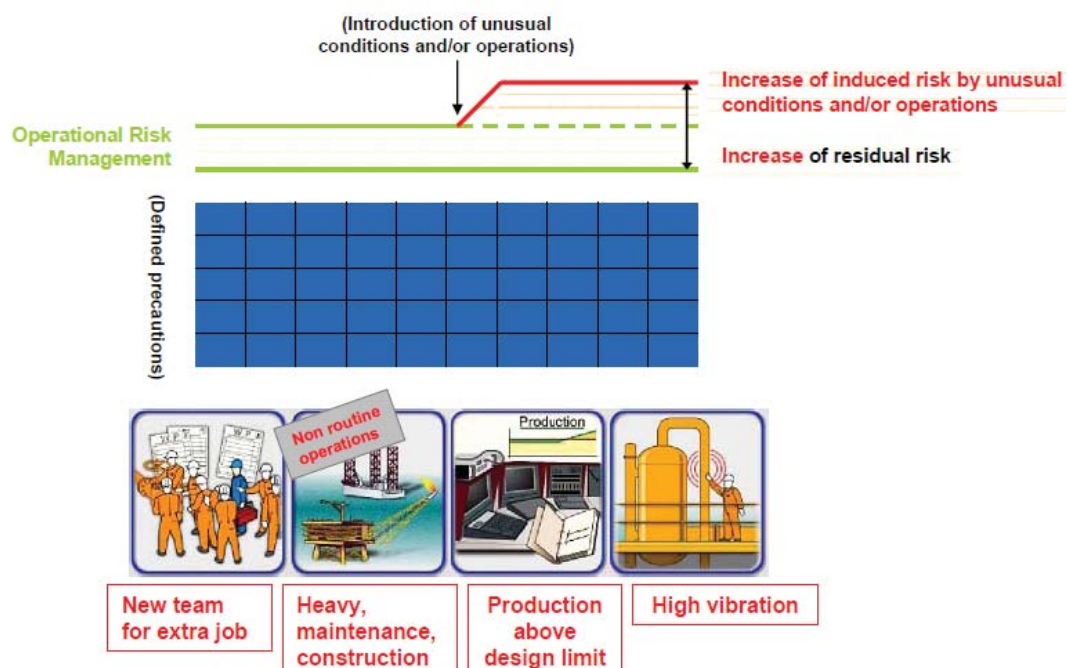 (Introduction of unusual
conditions and/or operations)
Increase of induced risk by unusual
conditions and/or operations
Operational Risk
Management
Increase of residual risk
(Defined precautions)
Non routine
operations
W P P
Production
New team
for extra job
Heavy,
maintenance,
construction
Production
above
design limit
High vibration